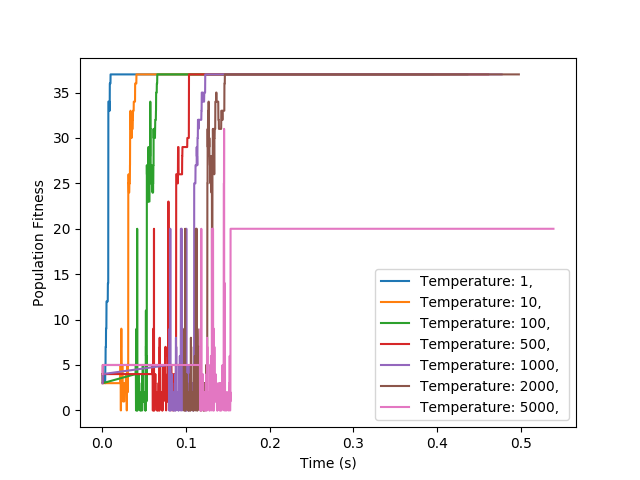 Population Fitness
35
30
25
20
15
10
5
0
0.0 0.1 0.2 0.3 0.4 0.5
Time (s)
Temperature: 1,
Temperature: 10,
Temperature: 100,
Temperature: 500,
Temperature: 1000,
Temperature: 2000,
Temperature: 5000,